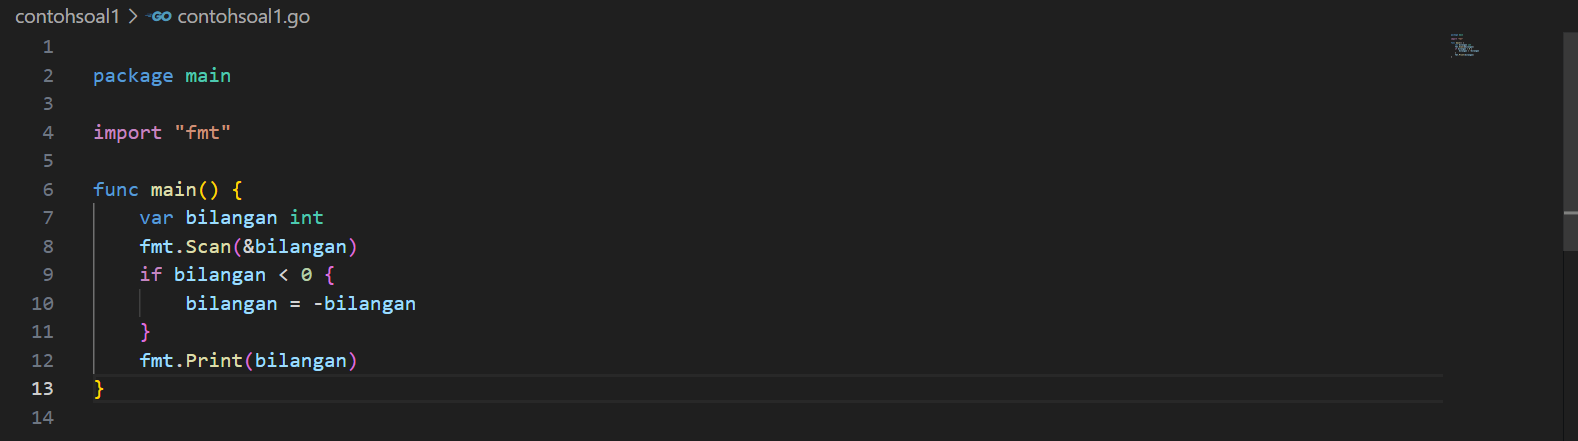 contohsoal1 > GO contohsoal1.go
1
2 package main
3
4 import "fmt"
5
6 func main() {
7     var bilangan int
8     fmt.Scan(&bilangan)
9     if bilangan < 0 {
10         bilangan = -bilangan
11     }
12     fmt.Print(bilangan)
13 }
14